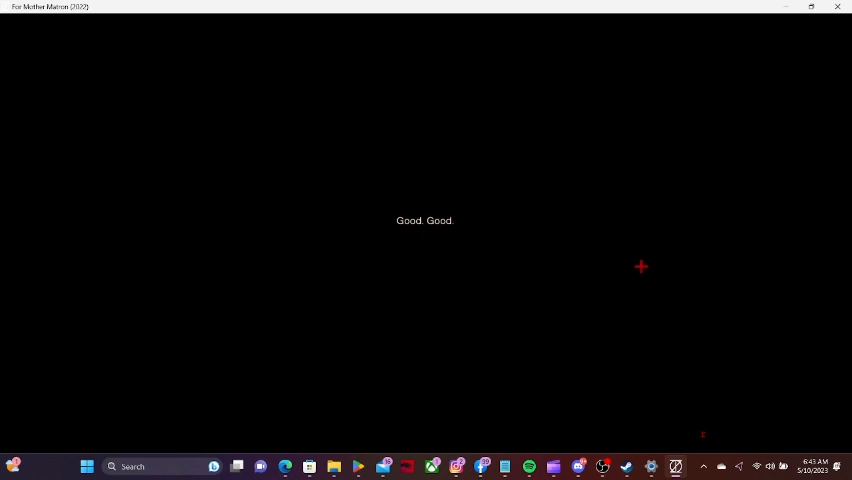 For Mother Matron (2022)
Good. Good.
Search
6:43 AM
5/10/2023